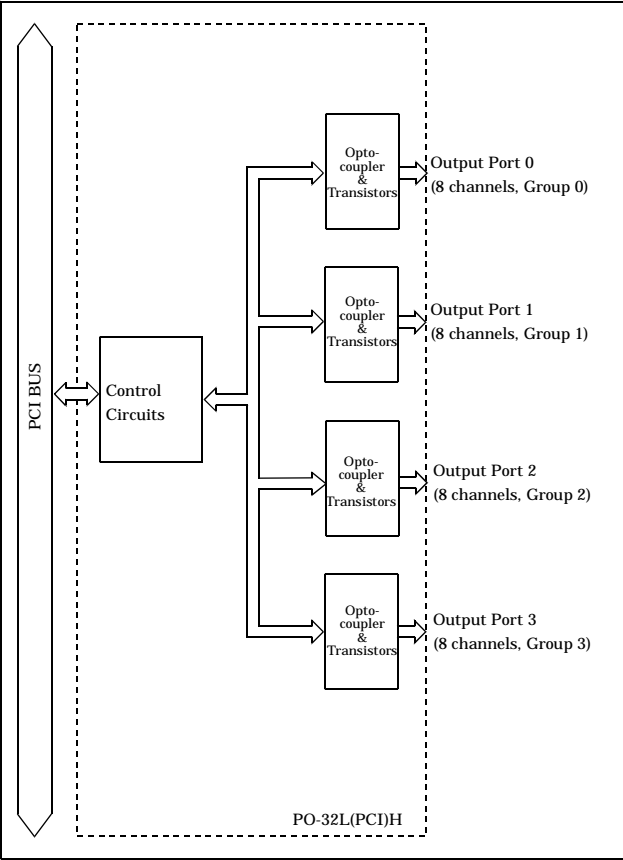 Opto-
coupler
&
Transistors
Output Port 0
(8 channels, Group 0)
Opto-
coupler
&
Transistors
Output Port 1
(8 channels, Group 1)
PCI BUS
Control
Circuits
Opto-
coupler
&
Transistors
Output Port 2
(8 channels, Group 2)
Opto-
coupler
&
Transistors
Output Port 3
(8 channels, Group 3)
PO-32L(PCI)H